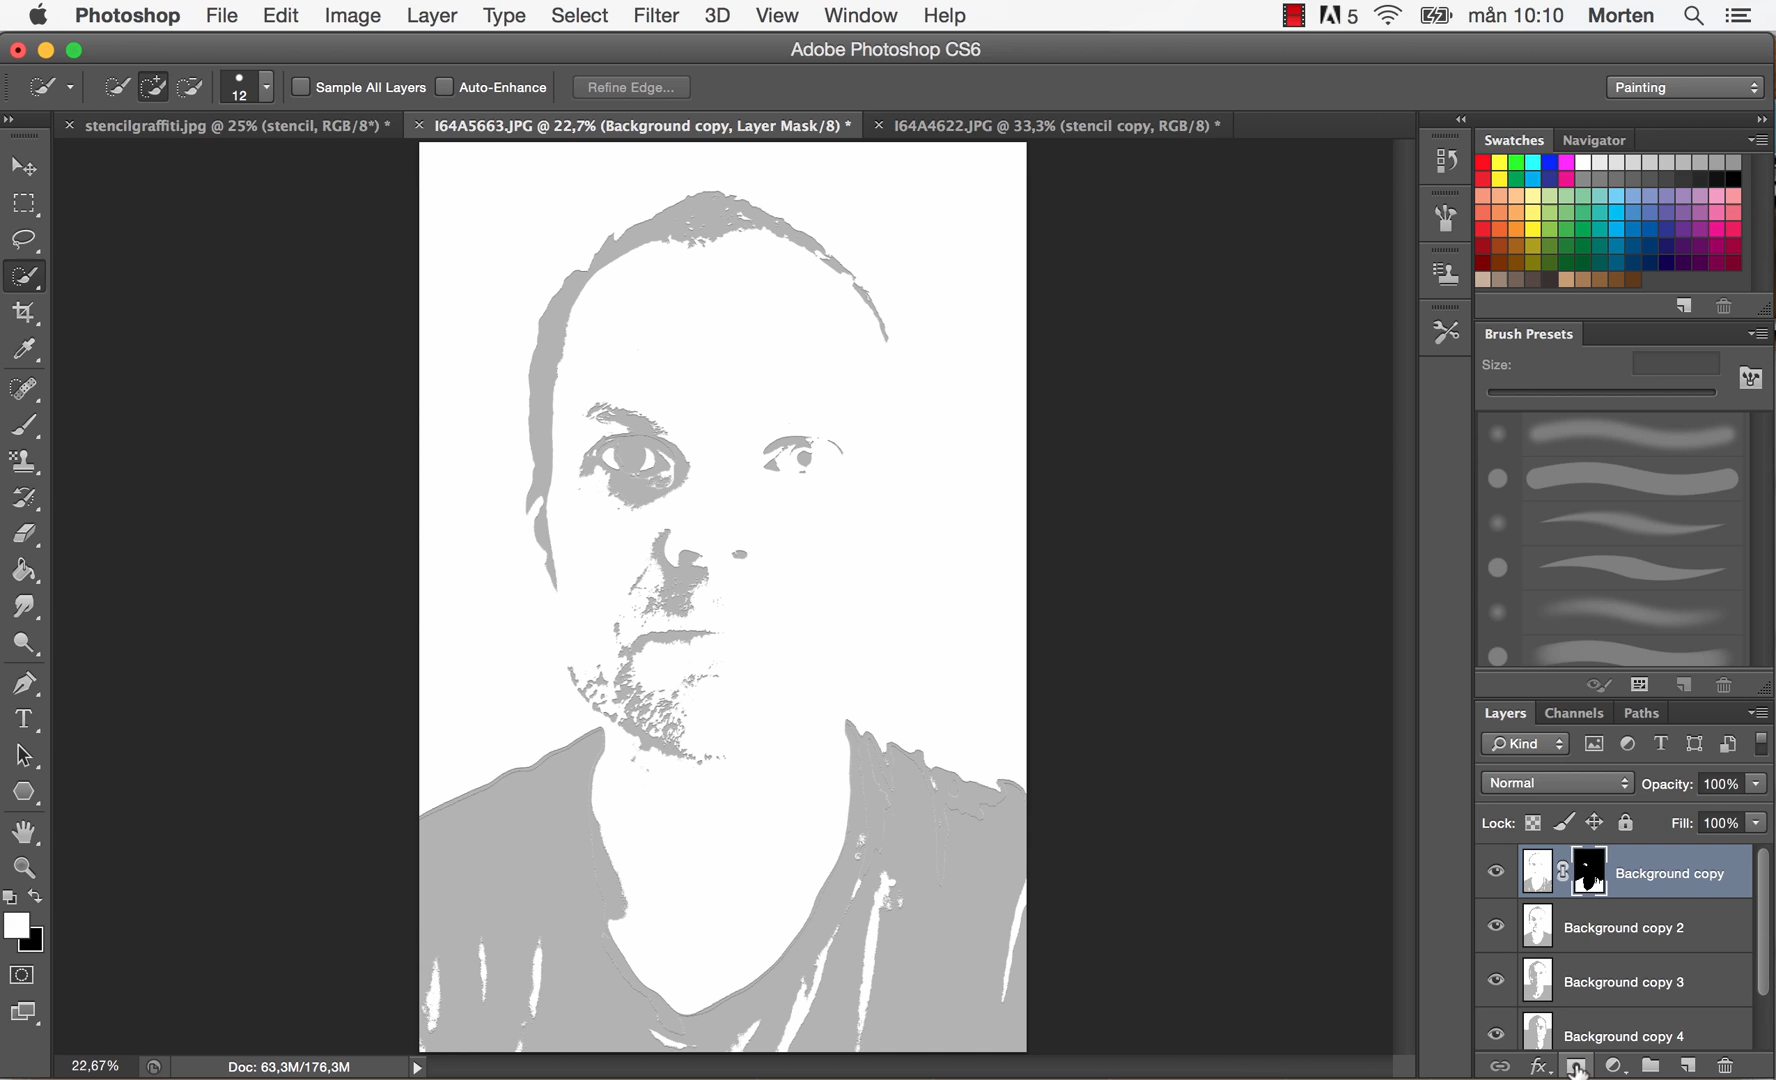 Photoshop File Edit Image Layer Type Select Filter 3D View Window Help 5 mån 10:10 Morten
Adobe Photoshop CS6
12 Sample All Layers Auto-Enhance Refine Edge... Painting
× stencilgraffiti.jpg @ 25% (stencil, RGB/8*) * × I64A5663.JPG @ 22,7% (Background copy, Layer Mask/8) * × I64A4622.JPG @ 33,3% (stencil copy, RGB/8) *
Swatches Navigator
Brush Presets
Size:
Layers Channels Paths
Kind
Normal Opacity: 100%
Lock: Fill: 100%
Background copy
Background copy 2
Background copy 3
Background copy 4
22,67% Doc: 63,3M/176,3M
fx